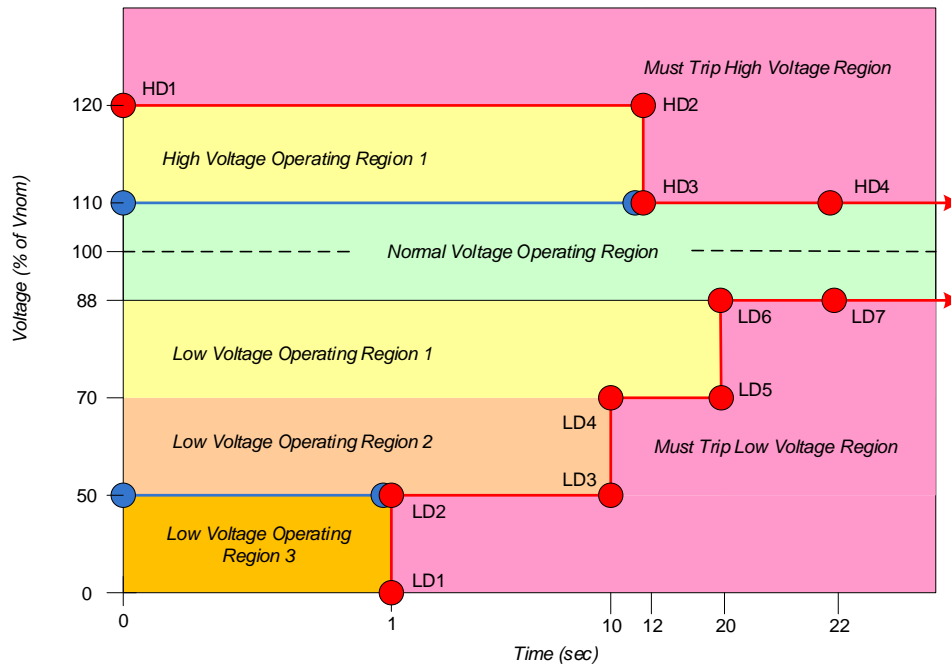 Must Trip High Voltage Region
HD1
HD2
120
High Voltage Operating Region 1
HD3
HD4
110
Voltage (% of Vnom)
100
Normal Voltage Operating Region
88
LD6
LD7
Low Voltage Operating Region 1
70
LD5
LD4
Low Voltage Operating Region 2
Must Trip Low Voltage Region
LD3
50
LD2
Low Voltage Operating
Region 3
LD1
0
0
1
10
12
20
22
Time (sec)